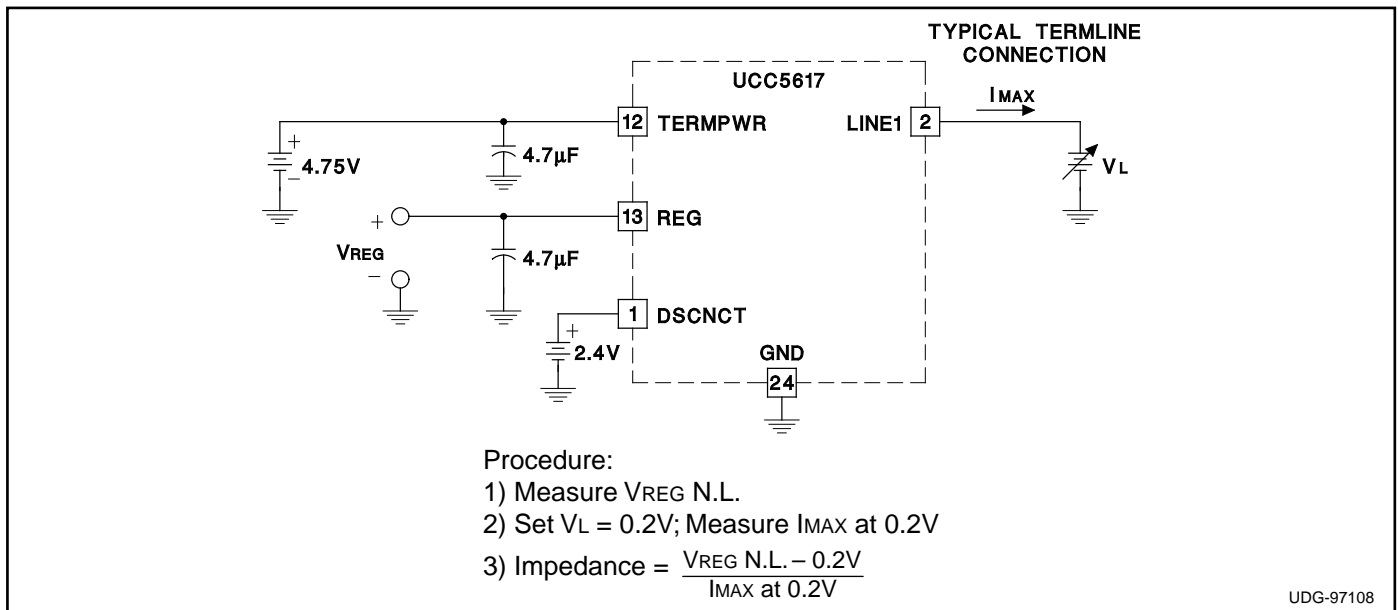 TYPICAL TERMLINE
CONNECTION
UCC5617
IMAX
12 TERMPWR
LINE1 2
+
4.75V
−
4.7µF
VL
13 REG
+
VREG
−
4.7µF
1 DSCNCT
+
2.4V
GND
24
Procedure:
1) Measure VREG N.L.
2) Set VL = 0.2V; Measure IMAX at 0.2V
3) Impedance = VREG N.L. – 0.2V
IMAX at 0.2V
UDG-97108